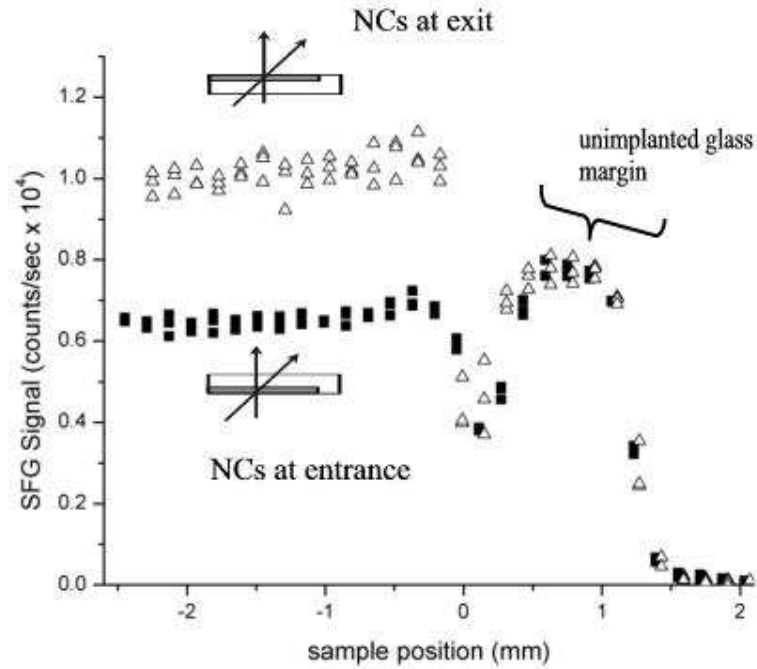 NCs at exit
unimplanted glass
margin
NCs at entrance
SFG Signal (counts/sec x 10⁴)
1.2
1.0
0.8
0.6
0.4
0.2
0.0
-2
-1
0
1
2
sample position (mm)